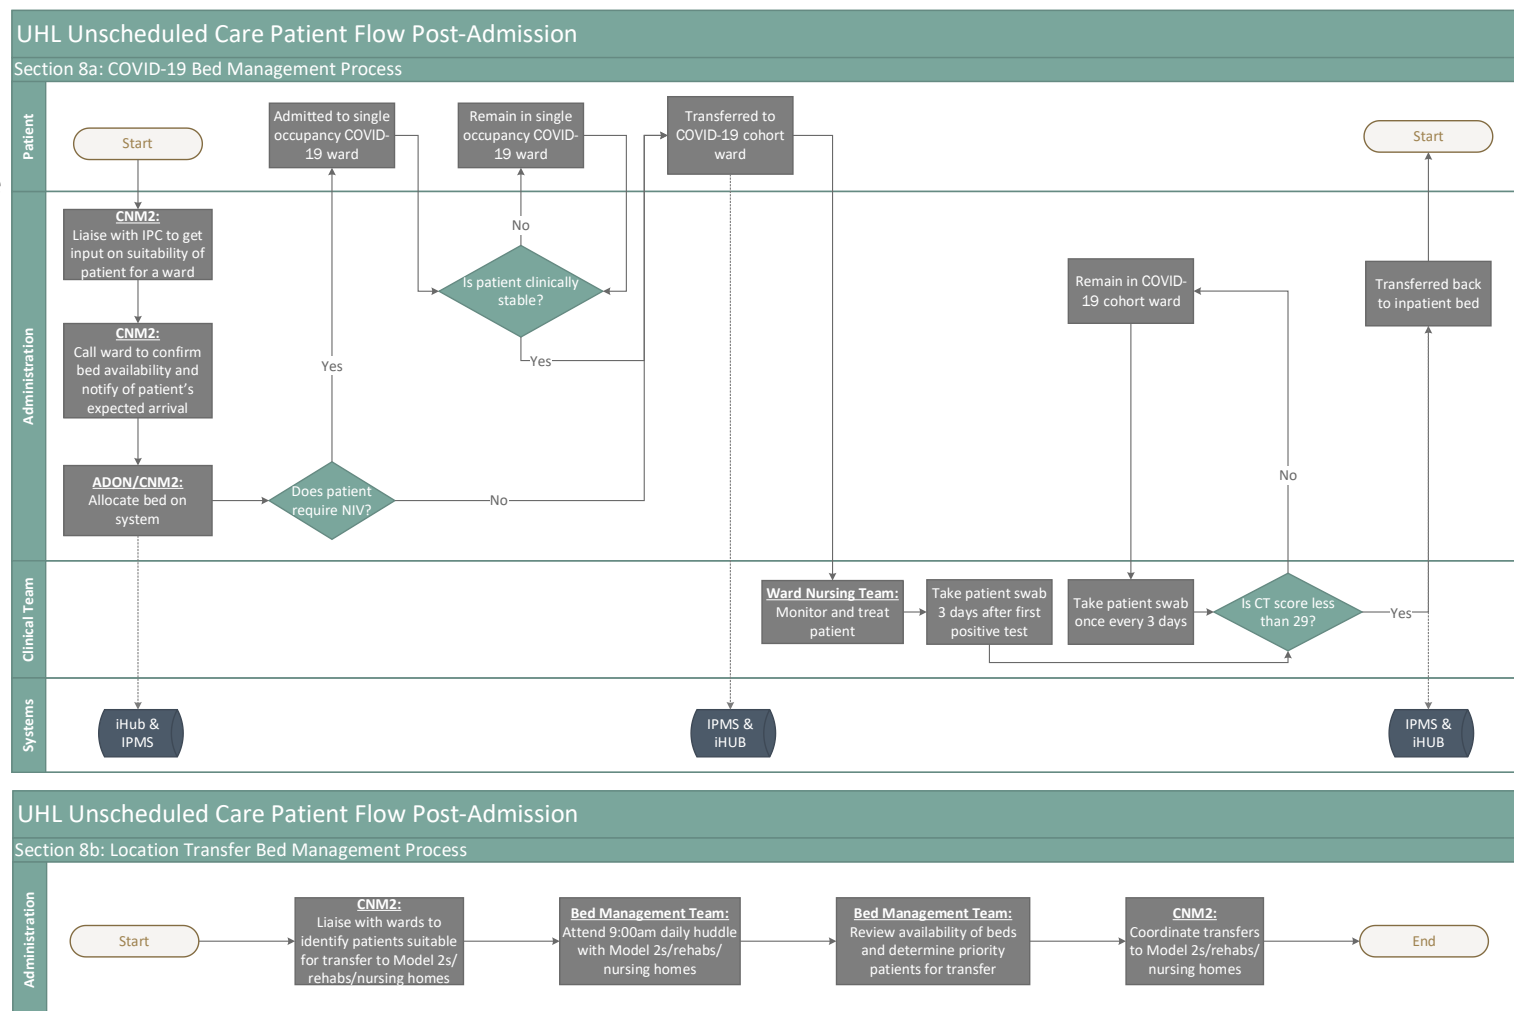 UHL Unscheduled Care Patient Flow Post-Admission
Section 8a: COVID-19 Bed Management Process
Patient
Start
Admitted to single
occupancy COVID-
19 ward
Remain in single
occupancy COVID-
19 ward
Transferred to
COVID-19 cohort
ward
Start
Administration
CNM2:
Liaise with IPC to get
input on suitability of
patient for a ward
CNM2:
Call ward to confirm
bed availability and
notify of patient's
expected arrival
ADON/CNM2:
Allocate bed on
system
Does patient
require NIV?
Yes
No
Is patient clinically
stable?
No
Yes
Remain in COVID-
19 cohort ward
No
Transferred back
to inpatient bed
Clinical Team
Ward Nursing Team:
Monitor and treat
patient
Take patient swab
3 days after first
positive test
Take patient swab
once every 3 days
Is CT score less
than 29?
Yes
Systems
iHub &
IPMS
IPMS &
iHUB
IPMS &
iHUB
UHL Unscheduled Care Patient Flow Post-Admission
Section 8b: Location Transfer Bed Management Process
Administration
Start
CNM2:
Liaise with wards to
identify patients suitable
for transfer to Model 2s/
rehabs/nursing homes
Bed Management Team:
Attend 9:00am daily huddle
with Model 2s/rehabs/
nursing homes
Bed Management Team:
Review availability of beds
and determine priority
patients for transfer
CNM2:
Coordinate transfers
to Model 2s/rehabs/
nursing homes
End